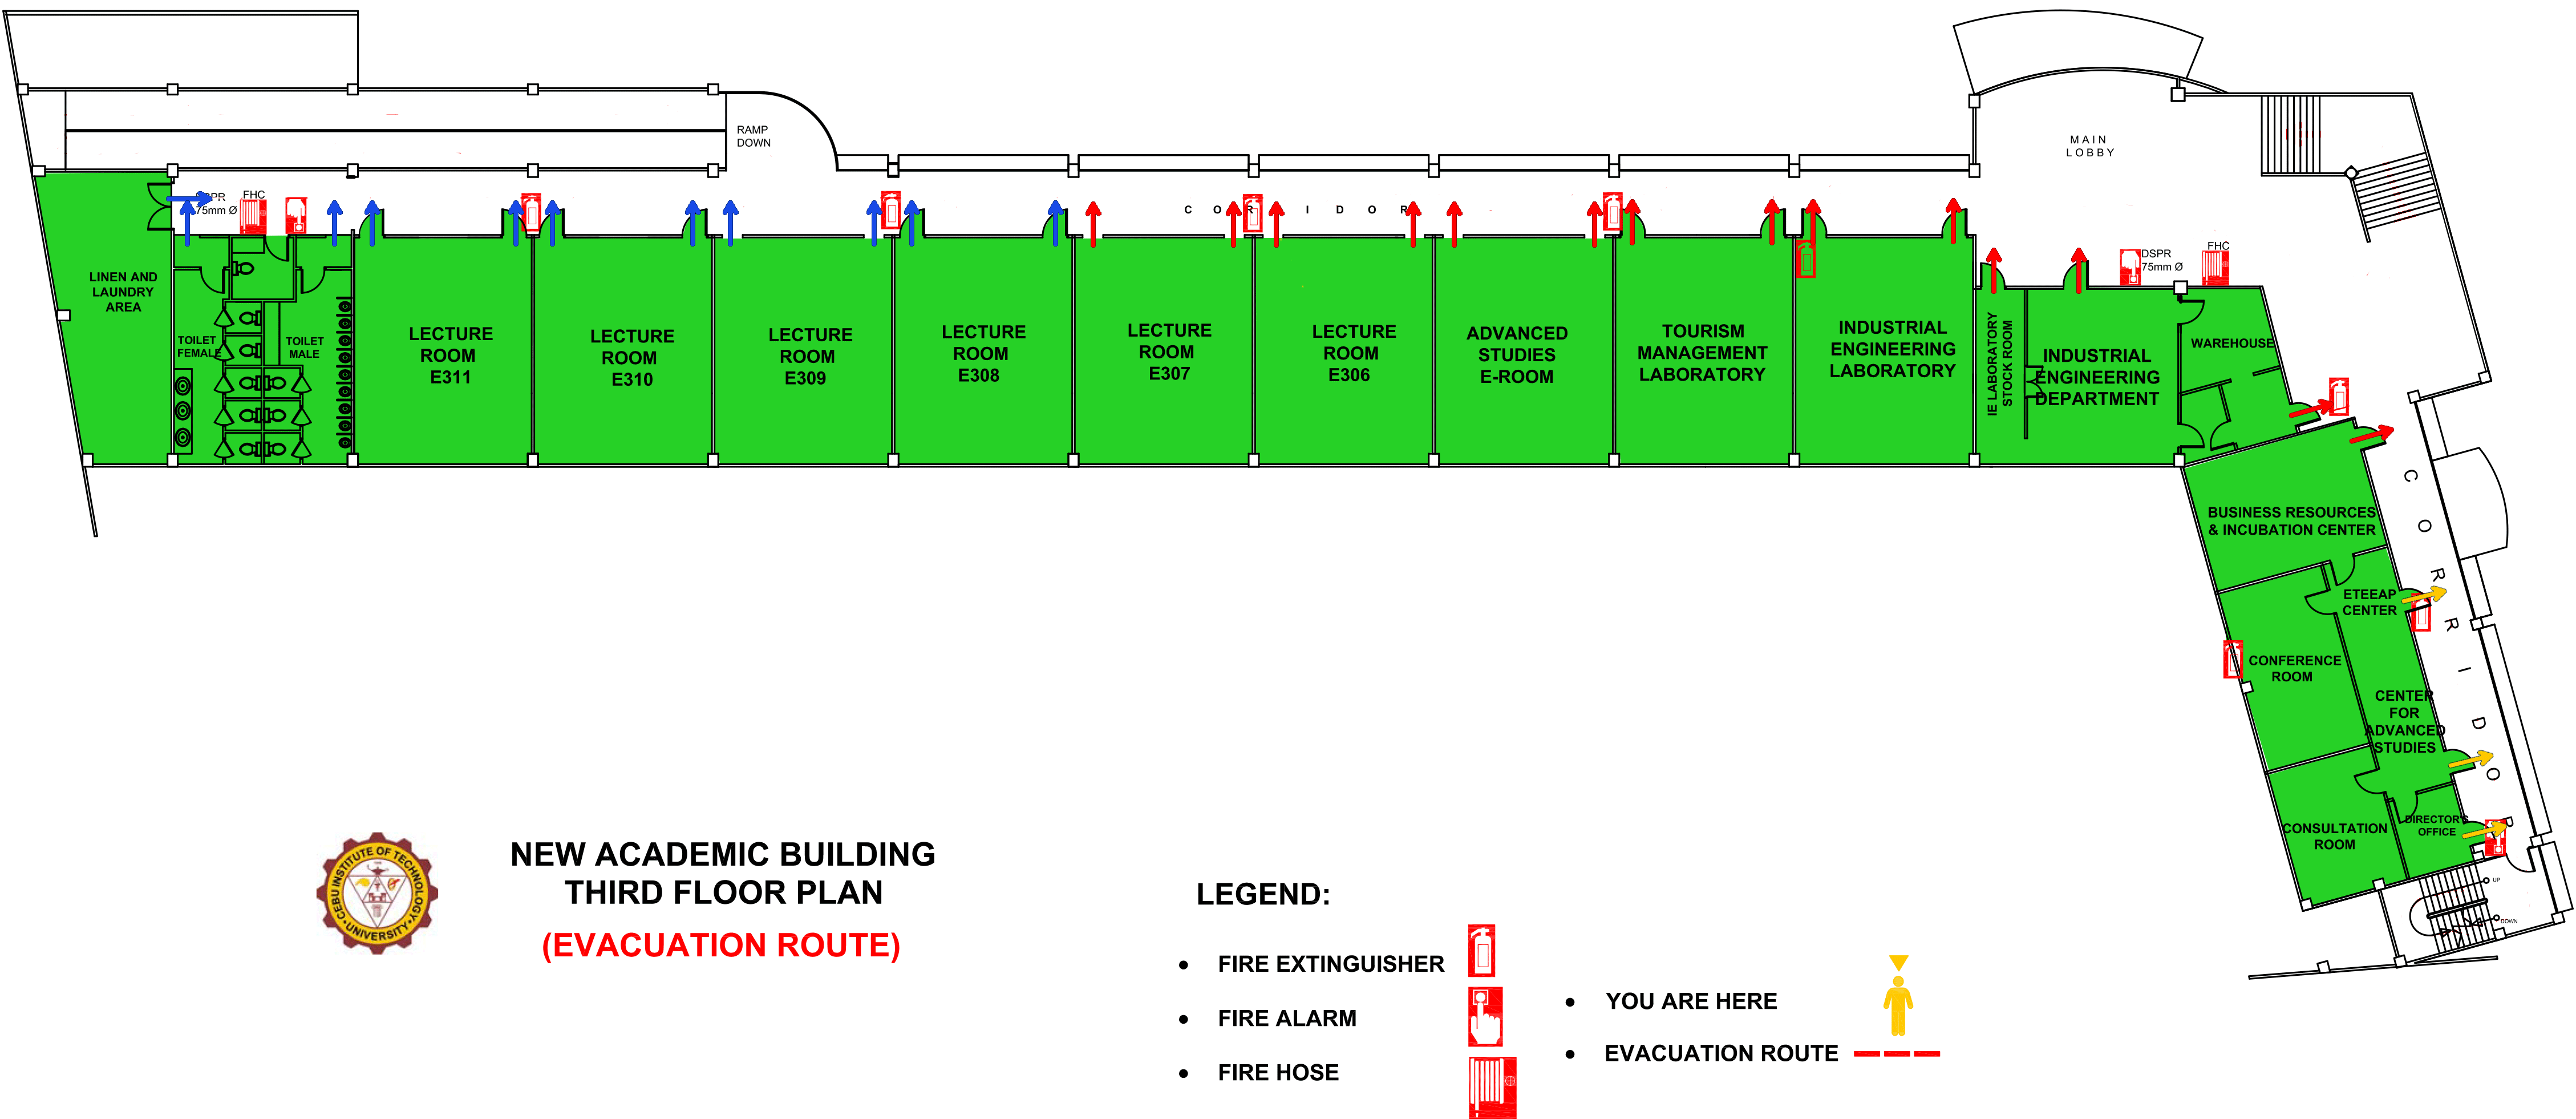 RAMP
DOWN
MAIN
LOBBY
75mm Ø
FHC
CORRIDOR
DSPR
75mm Ø
FHC
LINEN AND
LAUNDRY
AREA
TOILET
FEMALE
TOILET
MALE
LECTURE
ROOM
E311
LECTURE
ROOM
E310
LECTURE
ROOM
E309
LECTURE
ROOM
E308
LECTURE
ROOM
E307
LECTURE
ROOM
E306
ADVANCED
STUDIES
E-ROOM
TOURISM
MANAGEMENT
LABORATORY
INDUSTRIAL
ENGINEERING
LABORATORY
IE LABORATORY
STOCK ROOM
INDUSTRIAL
ENGINEERING
DEPARTMENT
WAREHOUSE
BUSINESS RESOURCES
& INCUBATION CENTER
CORRIDOR
ETEEAP
CENTER
CONFERENCE
ROOM
CENTER
FOR
ADVANCED
STUDIES
CONSULTATION
ROOM
DIRECTOR'S
OFFICE
UP
DOWN
CEBU INSTITUTE OF TECHNOLOGY
UNIVERSITY
NEW ACADEMIC BUILDING
THIRD FLOOR PLAN
(EVACUATION ROUTE)
LEGEND:
• FIRE EXTINGUISHER
• FIRE ALARM
• FIRE HOSE
• YOU ARE HERE
• EVACUATION ROUTE